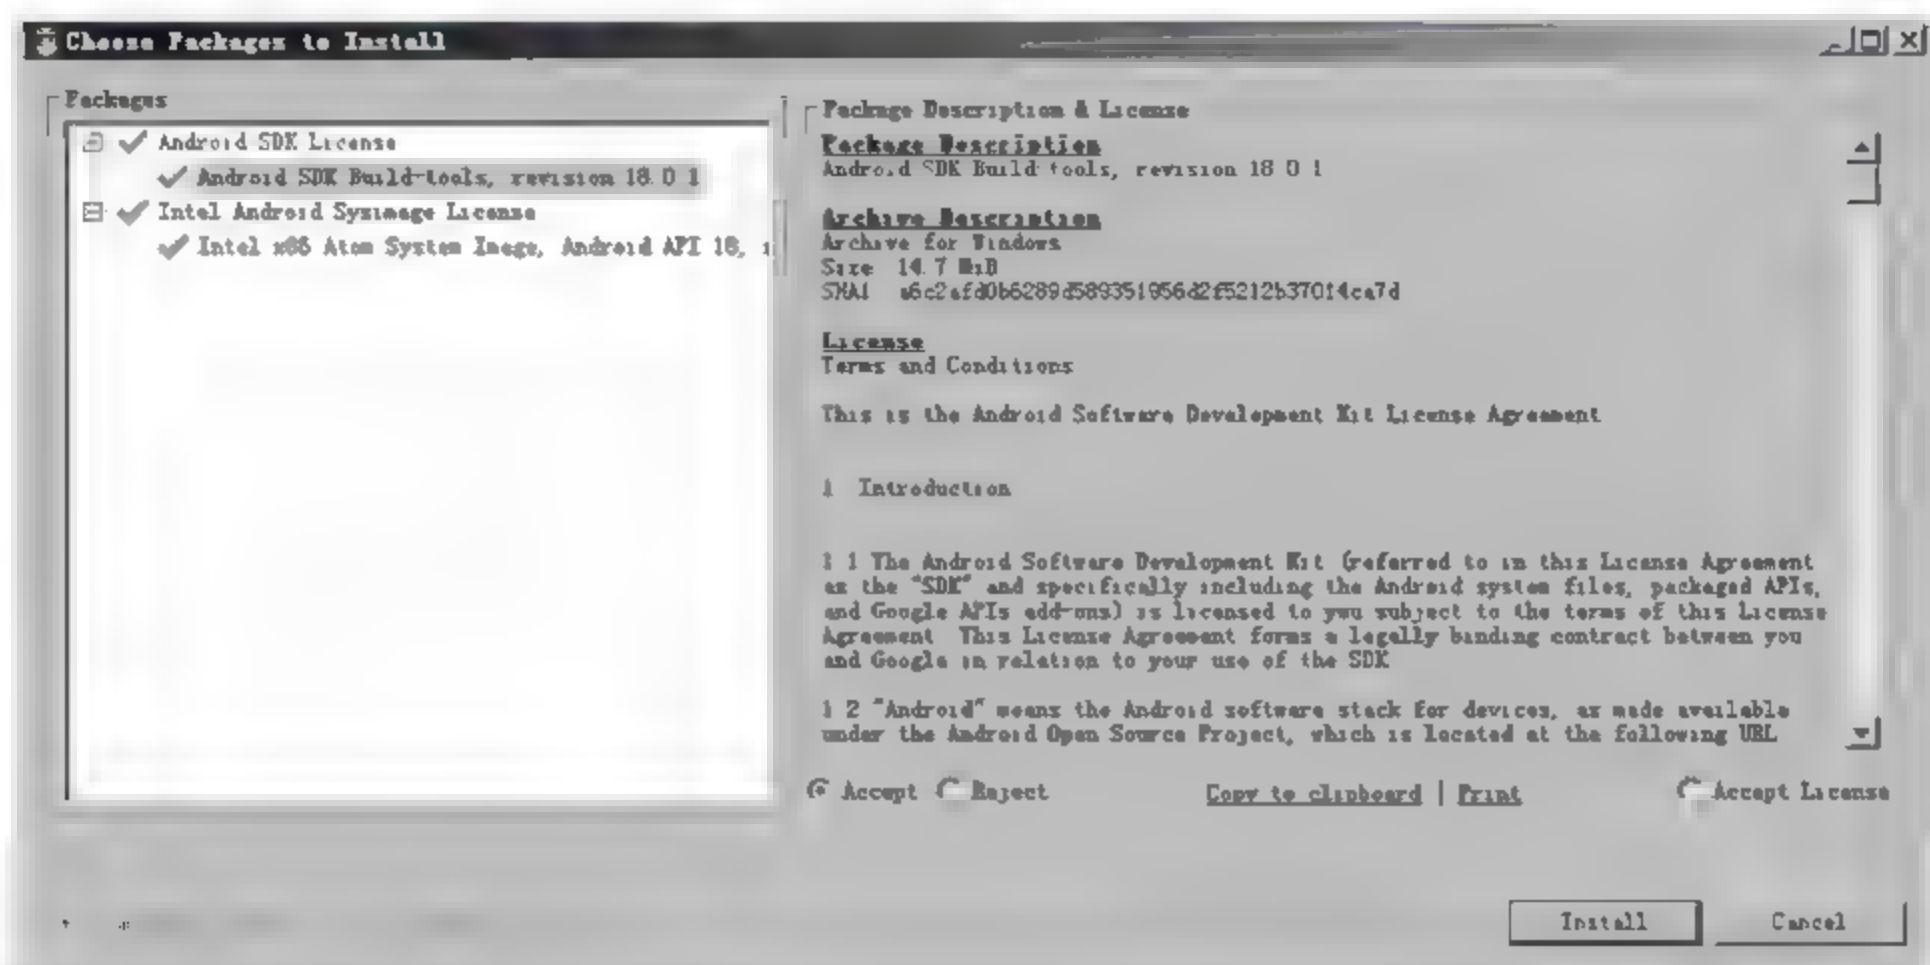 Choose Packages to Install
Packages
Android SDK License
Android SDK Build-tools, revision 18.0.1
Intel Android Sysimage License
Intel x86 Atom System Image, Android API 18,
Package Description & License
Package Description
Android SDK Build-tools, revision 18.0.1
Archive Description
Archive for Windows
Size 14.7 MiB
SHA1
License
Terms and Conditions
This is the Android Software Development Kit License Agreement
1 Introduction
1.1 The Android Software Development Kit (referred to in this License Agreement
as the "SDK" and specifically including the Android system files, packaged APIs,
and Google APIs add-ons) is licensed to you subject to the terms of this License
Agreement. This License Agreement forms a legally binding contract between you
and Google in relation to your use of the SDK
1.2 "Android" means the Android software stack for devices, as made available
under the Android Open Source Project, which is located at the following URL
Accept Reject Copy to clipboard | Print Accept License
Install Cancel